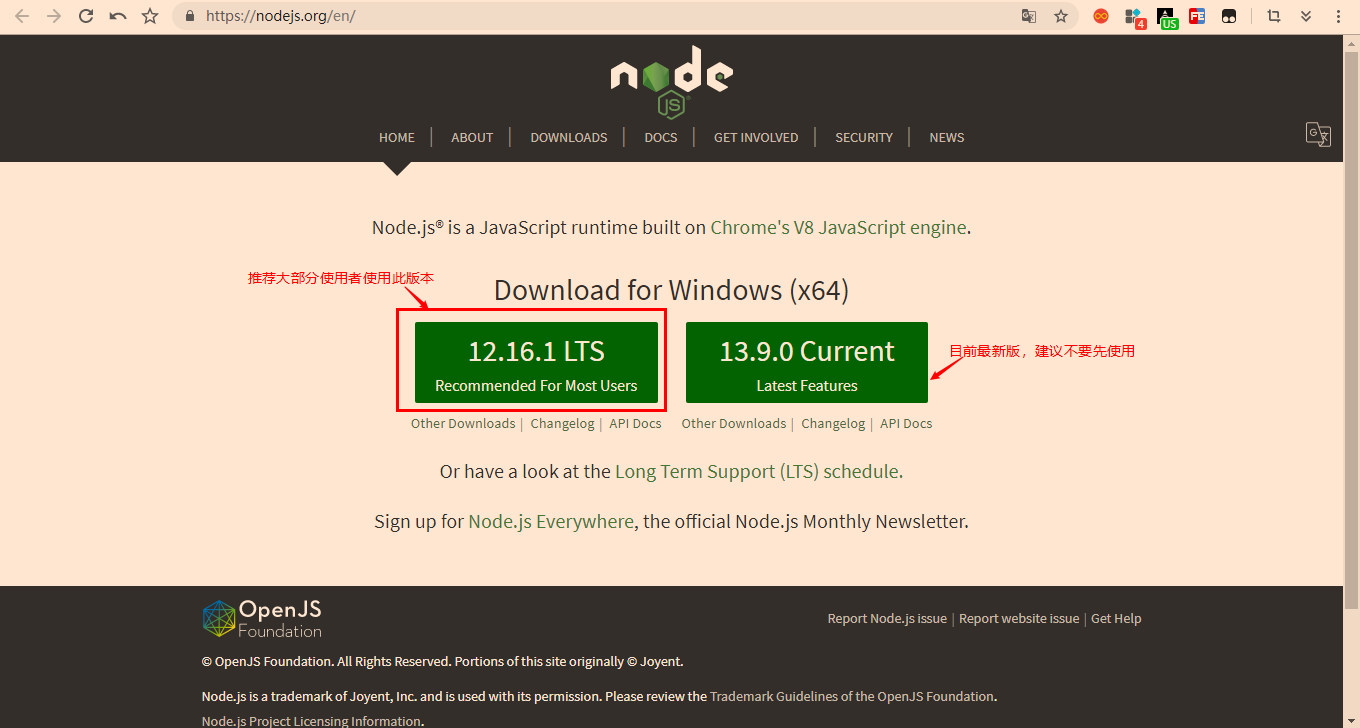 https://nodejs.org/en/
4
US
FE
node
JS
HOME
ABOUT
DOWNLOADS
DOCS
GET INVOLVED
SECURITY
NEWS
Node.js® is a JavaScript runtime built on Chrome's V8 JavaScript engine.
推荐大部分使用者使用此版本
Download for Windows (x64)
12.16.1 LTS
Recommended For Most Users
13.9.0 Current
Latest Features
目前最新版，建议不要先使用
Other Downloads | Changelog | API Docs
Other Downloads | Changelog | API Docs
Or have a look at the Long Term Support (LTS) schedule.
Sign up for Node.js Everywhere, the official Node.js Monthly Newsletter.
OpenJS
Foundation
Report Node.js issue | Report website issue | Get Help
© OpenJS Foundation. All Rights Reserved. Portions of this site originally © Joyent.
Node.js is a trademark of Joyent, Inc. and is used with its permission. Please review the Trademark Guidelines of the OpenJS Foundation.
Node.js Project Licensing Information.